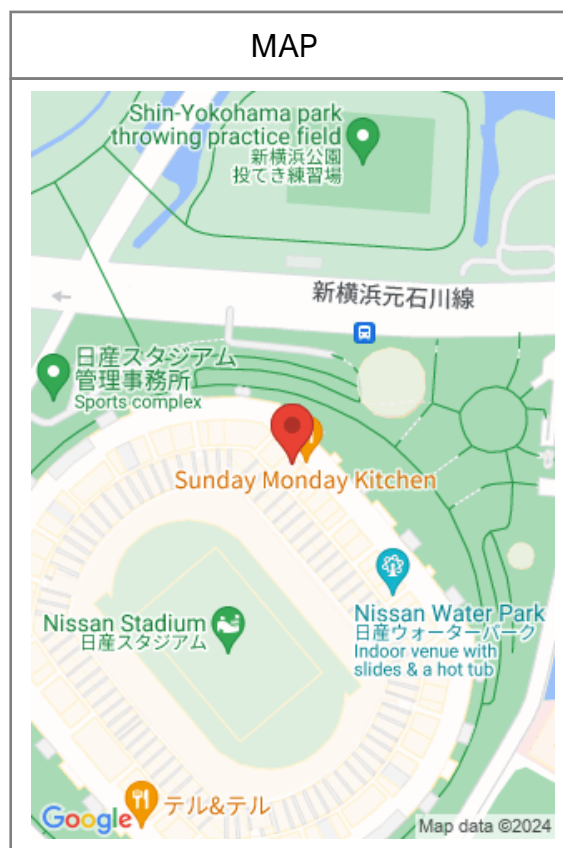 MAP
Shin-Yokohama park
throwing practice field
新横浜公園
投てき練習場
新横浜元石川線
日産スタジアム
管理事務所
Sports complex
Sunday Monday Kitchen
Nissan Stadium
日産スタジアム
Nissan Water Park
日産ウォーターパーク
Indoor venue with
slides & a hot tub
テル&テル
Google
Map data ©2024